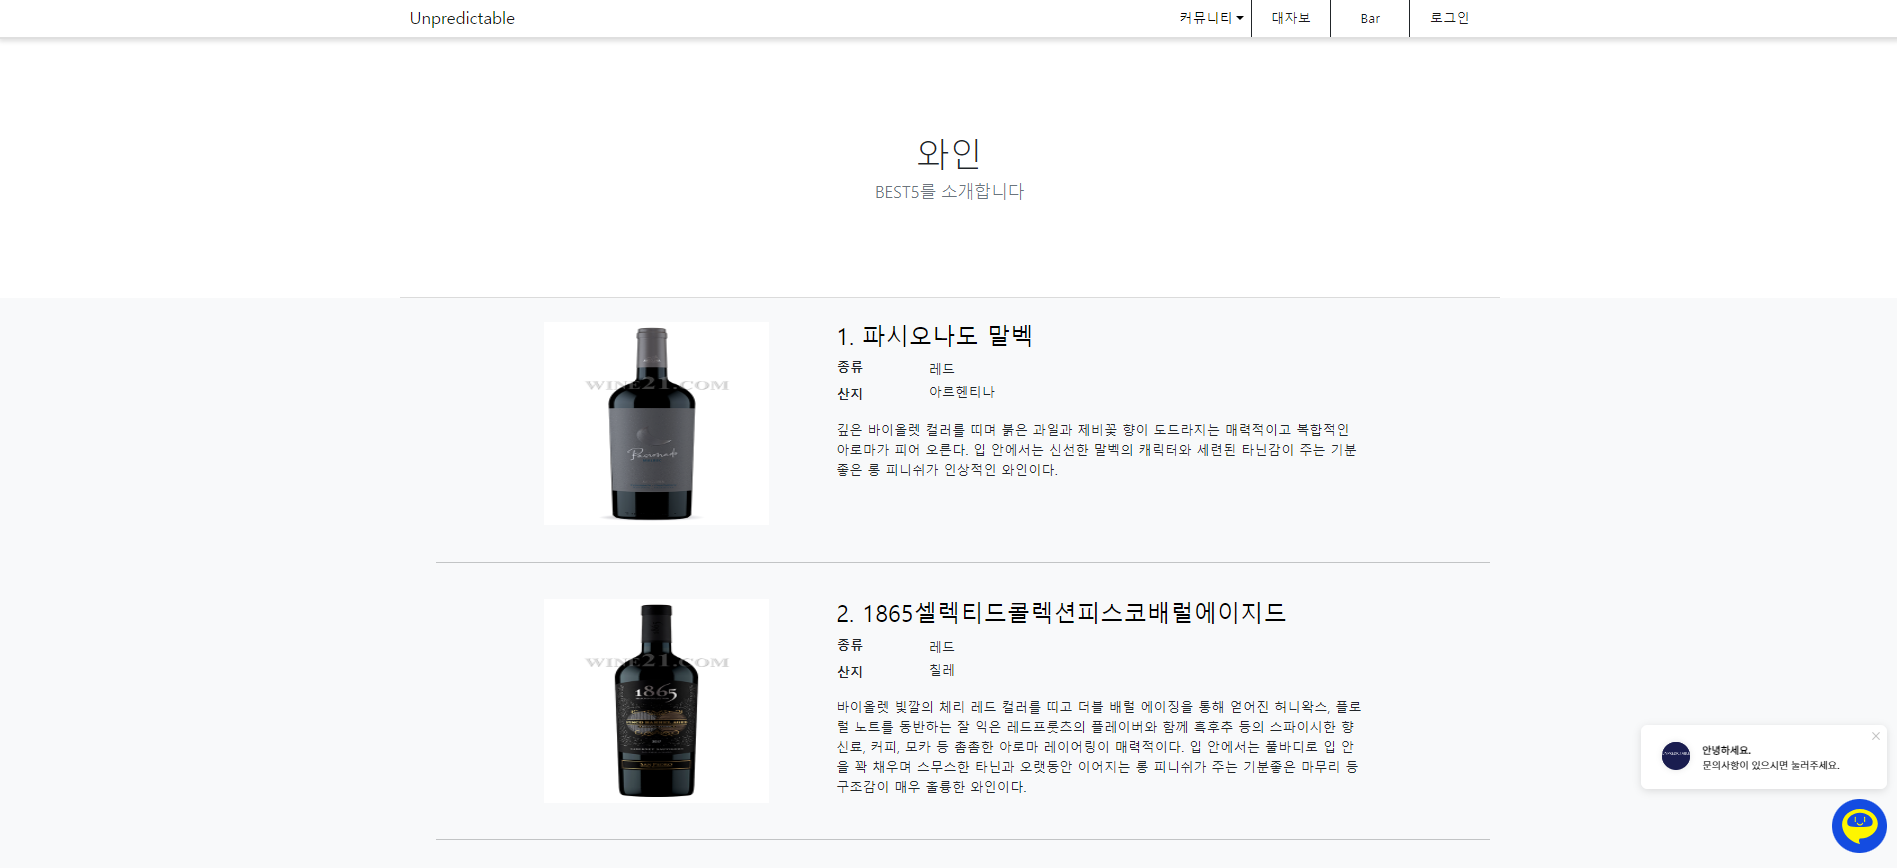 Unpredictable
커뮤니티
대자보
Bar
로그인
와인
BEST5를 소개합니다
WINE21.COM
Pasionado
1. 파시오나도 말벡
종류 레드
산지 아르헨티나
깊은 바이올렛 컬러를 띠며 붉은 과일과 제비꽃 향이 도드라지는 매력적이고 복합적인
아로마가 피어 오른다. 입 안에서는 신선한 말벡의 캐릭터와 세련된 타닌감이 주는 기분
좋은 롱 피니쉬가 인상적인 와인이다.
WINE21.COM
1865
2. 1865셀렉티드콜렉션피스코배럴에이지드
종류 레드
산지 칠레
바이올렛 빛깔의 체리 레드 컬러를 띠고 더블 배럴 에이징을 통해 얻어진 허니왁스, 플로
럴 노트를 동반하는 잘 익은 레드프룻츠의 플레이버와 함께 흑후추 등의 스파이시한 향
신료, 커피, 모카 등 촘촘한 아로마 레이어링이 매력적이다. 입 안에서는 풀바디로 입 안
을 꽉 채우며 스무스한 타닌과 오랫동안 이어지는 롱 피니쉬가 주는 기분좋은 마무리 등
구조감이 매우 훌륭한 와인이다.
안녕하세요.
문의사항이 있으시면 눌러주세요.